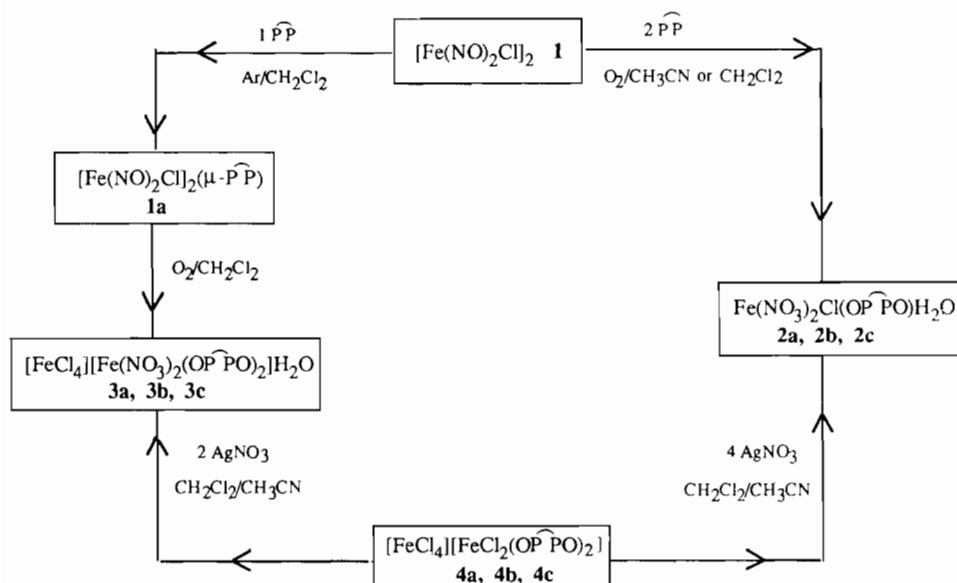 1 P͡P
[Fe(NO)₂Cl]₂ 1
2 P͡P
Ar/CH₂Cl₂
O₂/CH₃CN or CH₂Cl2
[Fe(NO)₂Cl]₂(μ-P͡P)
1a
O₂/CH₂Cl₂
Fe(NO₃)₂Cl(OP͡PO)H₂O
2a, 2b, 2c
[FeCl₄][Fe(NO₃)₂(OP͡PO)₂]H₂O
3a, 3b, 3c
2 AgNO₃
CH₂Cl₂/CH₃CN
4 AgNO₃
CH₂Cl₂/CH₃CN
[FeCl₄][FeCl₂(OP͡PO)₂]
4a, 4b, 4c